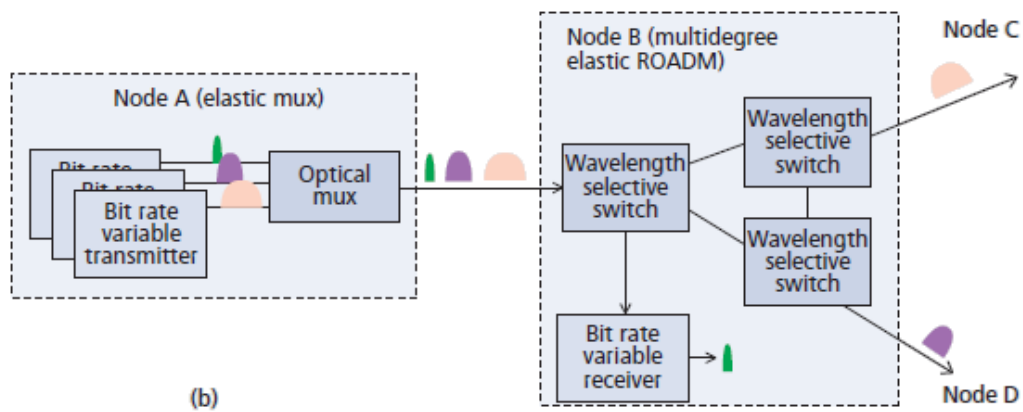 Node A (elastic mux)
Bit rate
Bit rate
Bit rate
variable
transmitter
Optical
mux
Node B (multidegree
elastic ROADM)
Wavelength
selective
switch
Wavelength
selective
switch
Wavelength
selective
switch
Bit rate
variable
receiver
Node C
Node D
(b)